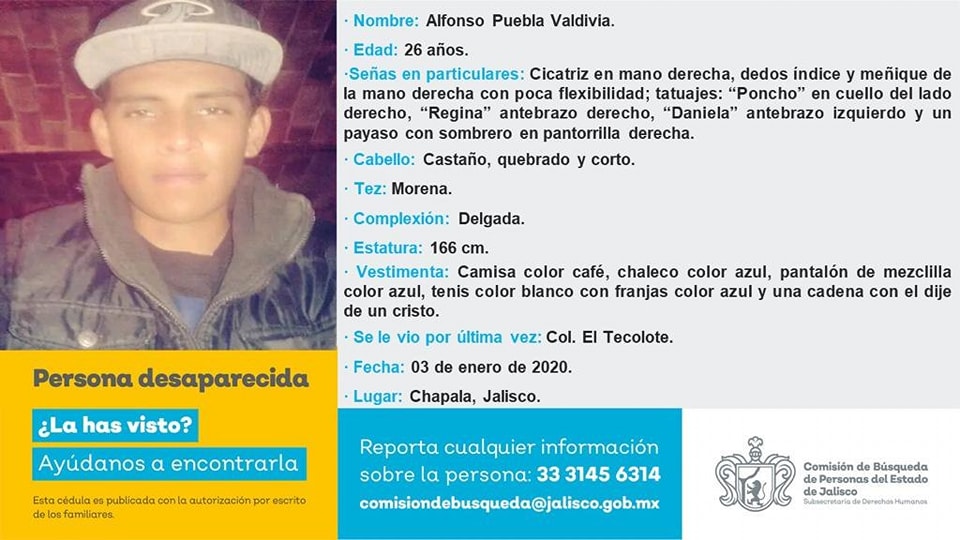 · Nombre: Alfonso Puebla Valdivia.
· Edad: 26 años.
·Señas en particulares: Cicatriz en mano derecha, dedos índice y meñique de
la mano derecha con poca flexibilidad; tatuajes: “Poncho” en cuello del lado
derecho, “Regina” antebrazo derecho, “Daniela” antebrazo izquierdo y un
payaso con sombrero en pantorrilla derecha.
· Cabello: Castaño, quebrado y corto.
· Tez: Morena.
· Complexión: Delgada.
· Estatura: 166 cm.
· Vestimenta: Camisa color café, chaleco color azul, pantalón de mezclilla
color azul, tenis color blanco con franjas color azul y una cadena con el dije
de un cristo.
· Se le vio por última vez: Col. El Tecolote.
· Fecha: 03 de enero de 2020.
· Lugar: Chapala, Jalisco.
Persona desaparecida
¿La has visto?
Ayúdanos a encontrarla
Esta cédula es publicada con la autorización por escrito
de los familiares.
Reporta cualquier información
sobre la persona: 33 3145 6314
comisiondebusqueda@jalisco.gob.mx
Comisión de Búsqueda
de Personas del Estado
de Jalisco
Subsecretaría de Derechos Humanos